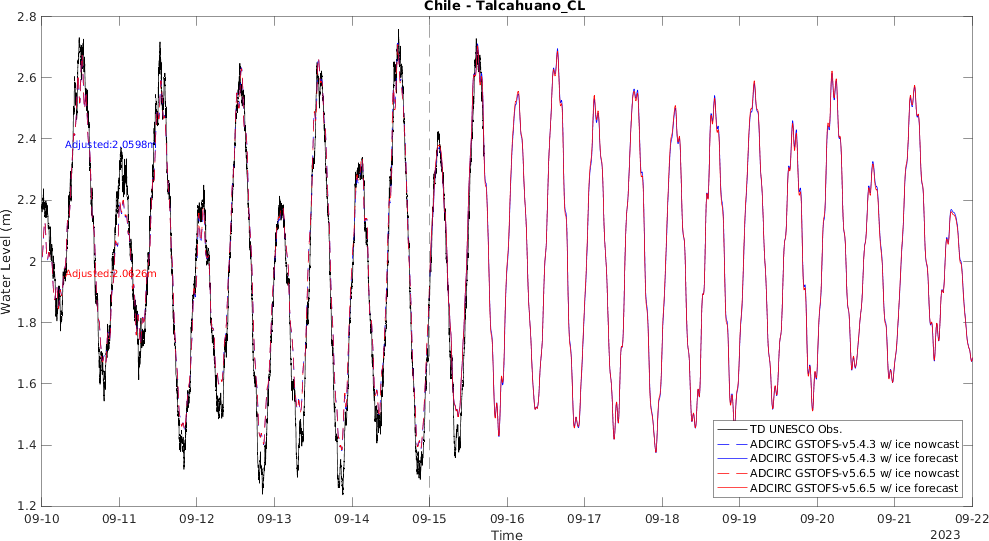 Chile - Talcahuano_CL
2.8
2.6
2.4
2.2
2
1.8
1.6
1.4
1.2
Water Level (m)
Adjusted:2.0598m
Adjusted:2.0626m
TD UNESCO Obs.
ADCIRC GSTOFS-v5.4.3 w/ ice nowcast
ADCIRC GSTOFS-v5.4.3 w/ ice forecast
ADCIRC GSTOFS-v5.6.5 w/ ice nowcast
ADCIRC GSTOFS-v5.6.5 w/ ice forecast
09-10 09-11 09-12 09-13 09-14 09-15 09-16 09-17 09-18 09-19 09-20 09-21 09-22
Time
2023